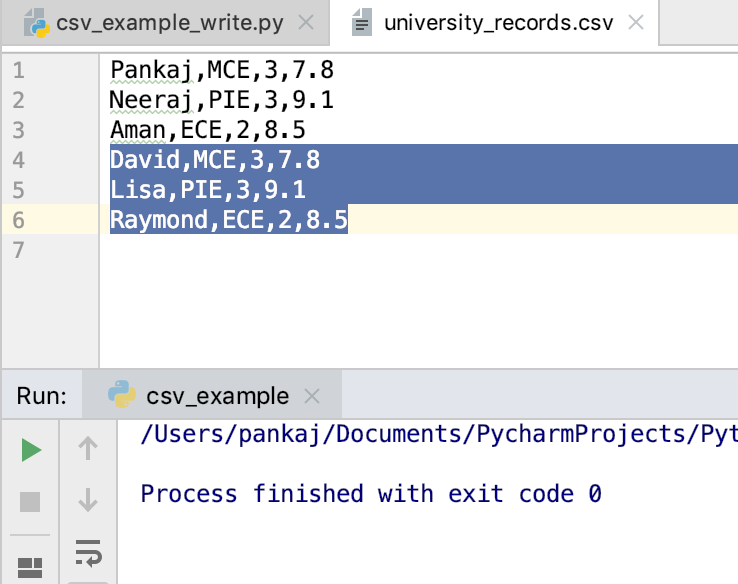 csv_example_write.py university_records.csv
1 Pankaj,MCE,3,7.8
2 Neeraj,PIE,3,9.1
3 Aman,ECE,2,8.5
4 David,MCE,3,7.8
5 Lisa,PIE,3,9.1
6 Raymond,ECE,2,8.5
7
Run: csv_example
/Users/pankaj/Documents/PycharmProjects/Pyt
Process finished with exit code 0